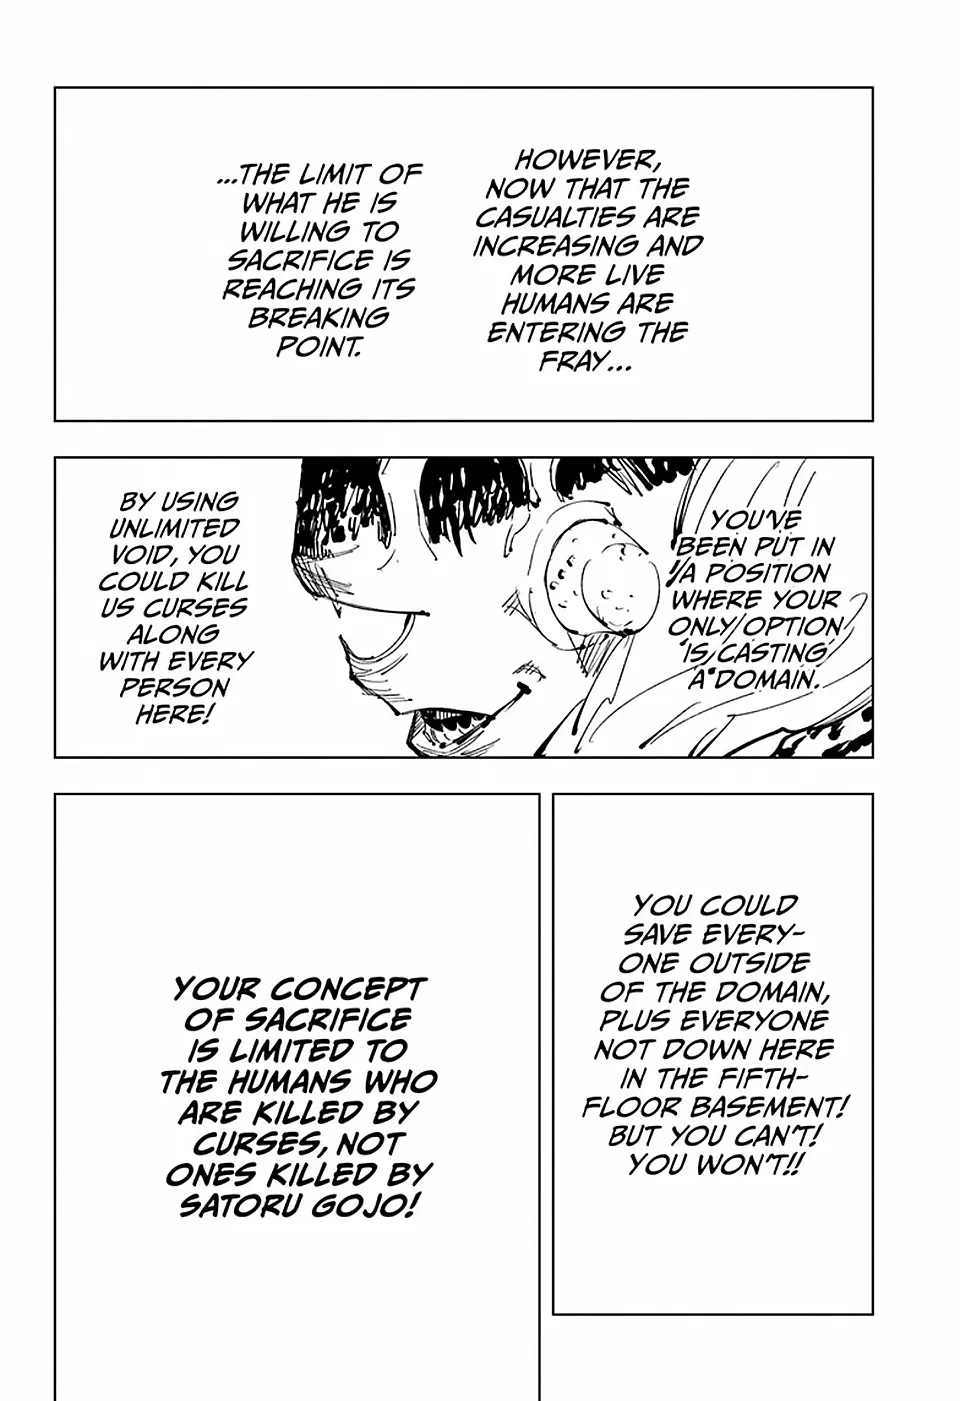 HOWEVER,
NOW THAT THE
CASUALTIES ARE
INCREASING AND
MORE LIVE
HUMANS ARE
ENTERING THE
FRAY...
...THE LIMIT OF
WHAT HE IS
WILLING TO
SACRIFICE IS
REACHING ITS
BREAKING
POINT.
YOU'VE
BEEN PUT IN
A POSITION
WHERE YOUR
ONLY OPTION
IS CASTING
A DOMAIN.
BY USING
UNLIMITED
VOID, YOU
COULD KILL
US CURSES
ALONG
WITH EVERY
PERSON
HERE!
YOU COULD
SAVE EVERY-
ONE OUTSIDE
OF THE DOMAIN,
PLUS EVERYONE
NOT DOWN HERE
IN THE FIFTH-
FLOOR BASEMENT!
BUT YOU CAN'T!
YOU WON'T!!
YOUR CONCEPT
OF SACRIFICE
IS LIMITED TO
THE HUMANS WHO
ARE KILLED BY
CURSES, NOT
ONES KILLED BY
SATORU GOJO!